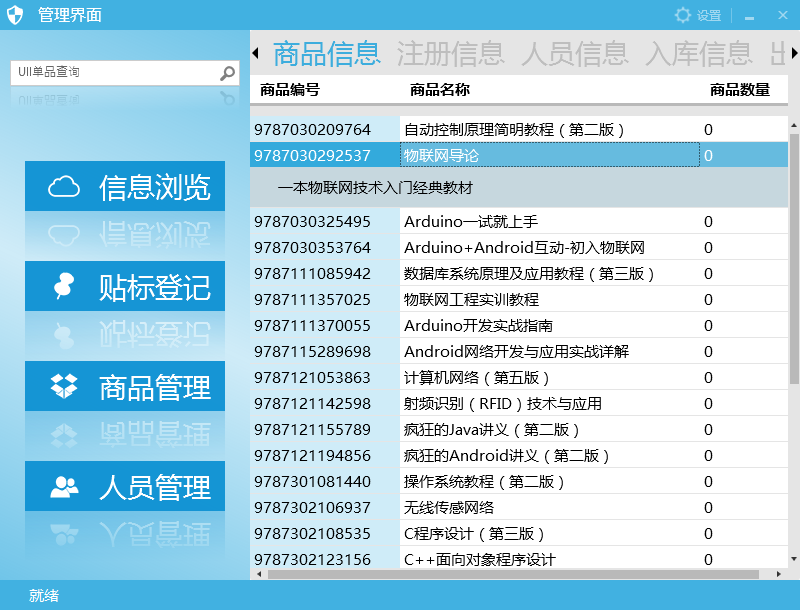 管理界面
设置
UII单品查询
商品信息 注册信息 人员信息 入库信息 出
商品编号 商品名称 商品数量
9787030209764 自动控制原理简明教程（第二版） 0
9787030292537 物联网导论 0
一本物联网技术入门经典教材
9787030325495 Arduino一试就上手 0
9787030353764 Arduino+Android互动-初入物联网 0
9787111085942 数据库系统原理及应用教程（第三版） 0
9787111357025 物联网工程实训教程 0
9787111370055 Arduino开发实战指南 0
9787115289698 Android网络开发与应用实战详解 0
9787121053863 计算机网络（第五版） 0
9787121142598 射频识别（RFID）技术与应用 0
9787121155789 疯狂的Java讲义（第二版） 0
9787121194856 疯狂的Android讲义（第二版） 0
9787301081440 操作系统教程（第二版） 0
9787302106937 无线传感网络 0
9787302108535 C程序设计（第三版） 0
9787302123156 C++面向对象程序设计 0
信息浏览
贴标登记
商品管理
人员管理
就绪